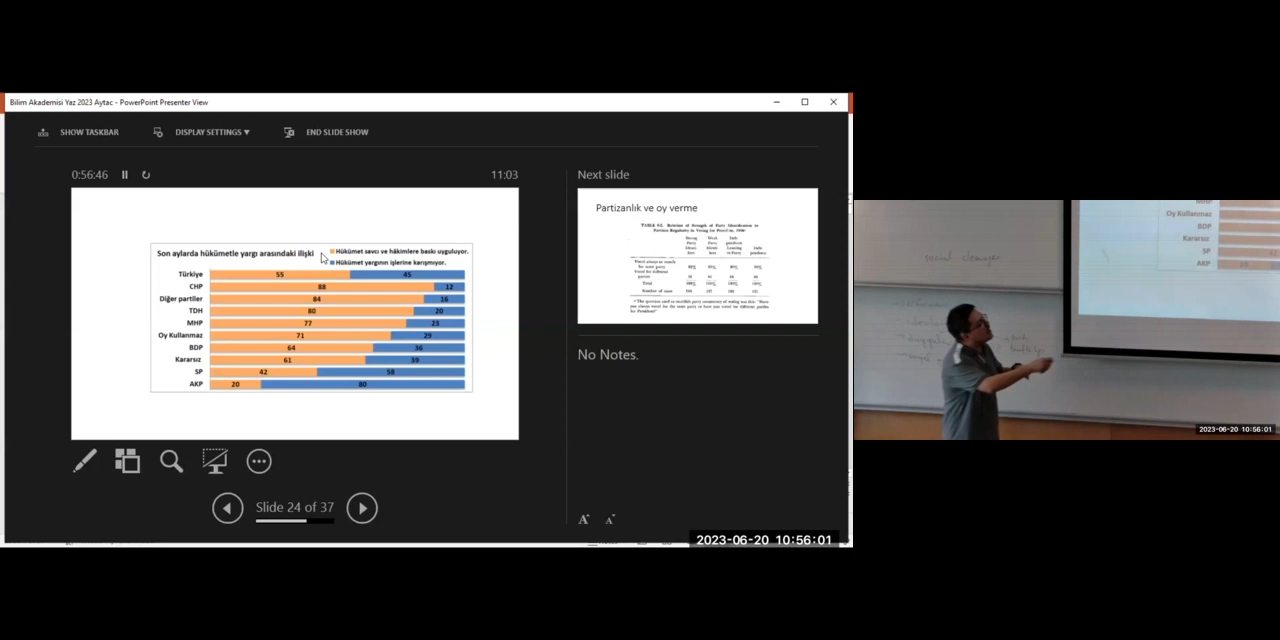 Bilim Akademisi Yaz 2023 Aytac - PowerPoint Presenter View
SHOW TASKBAR
DISPLAY SETTINGS ▼
END SLIDE SHOW
0:56:46
11:03
Son aylarda hükümetle yargı arasındaki ilişki
Hükümet savcı ve hâkimlere baskı uyguluyor.
Hükümet yargının işlerine karışmıyor.
Türkiye 55 45
CHP 88 12
Diğer partiler 84 16
TDH 80 20
MHP 77 23
Oy Kullanmaz 71 29
BDP 64 36
Kararsız 61 39
SP 42 58
AKP 20 80
Slide 24 of 37
Next slide
Partizanlık ve oy verme
No Notes.
A A
2023-06-20 10:56:01
social cleavage
MHP
Oy Kullanmaz
BDP
Kararsız
SP
AKP
2023-06-20 10:56:01